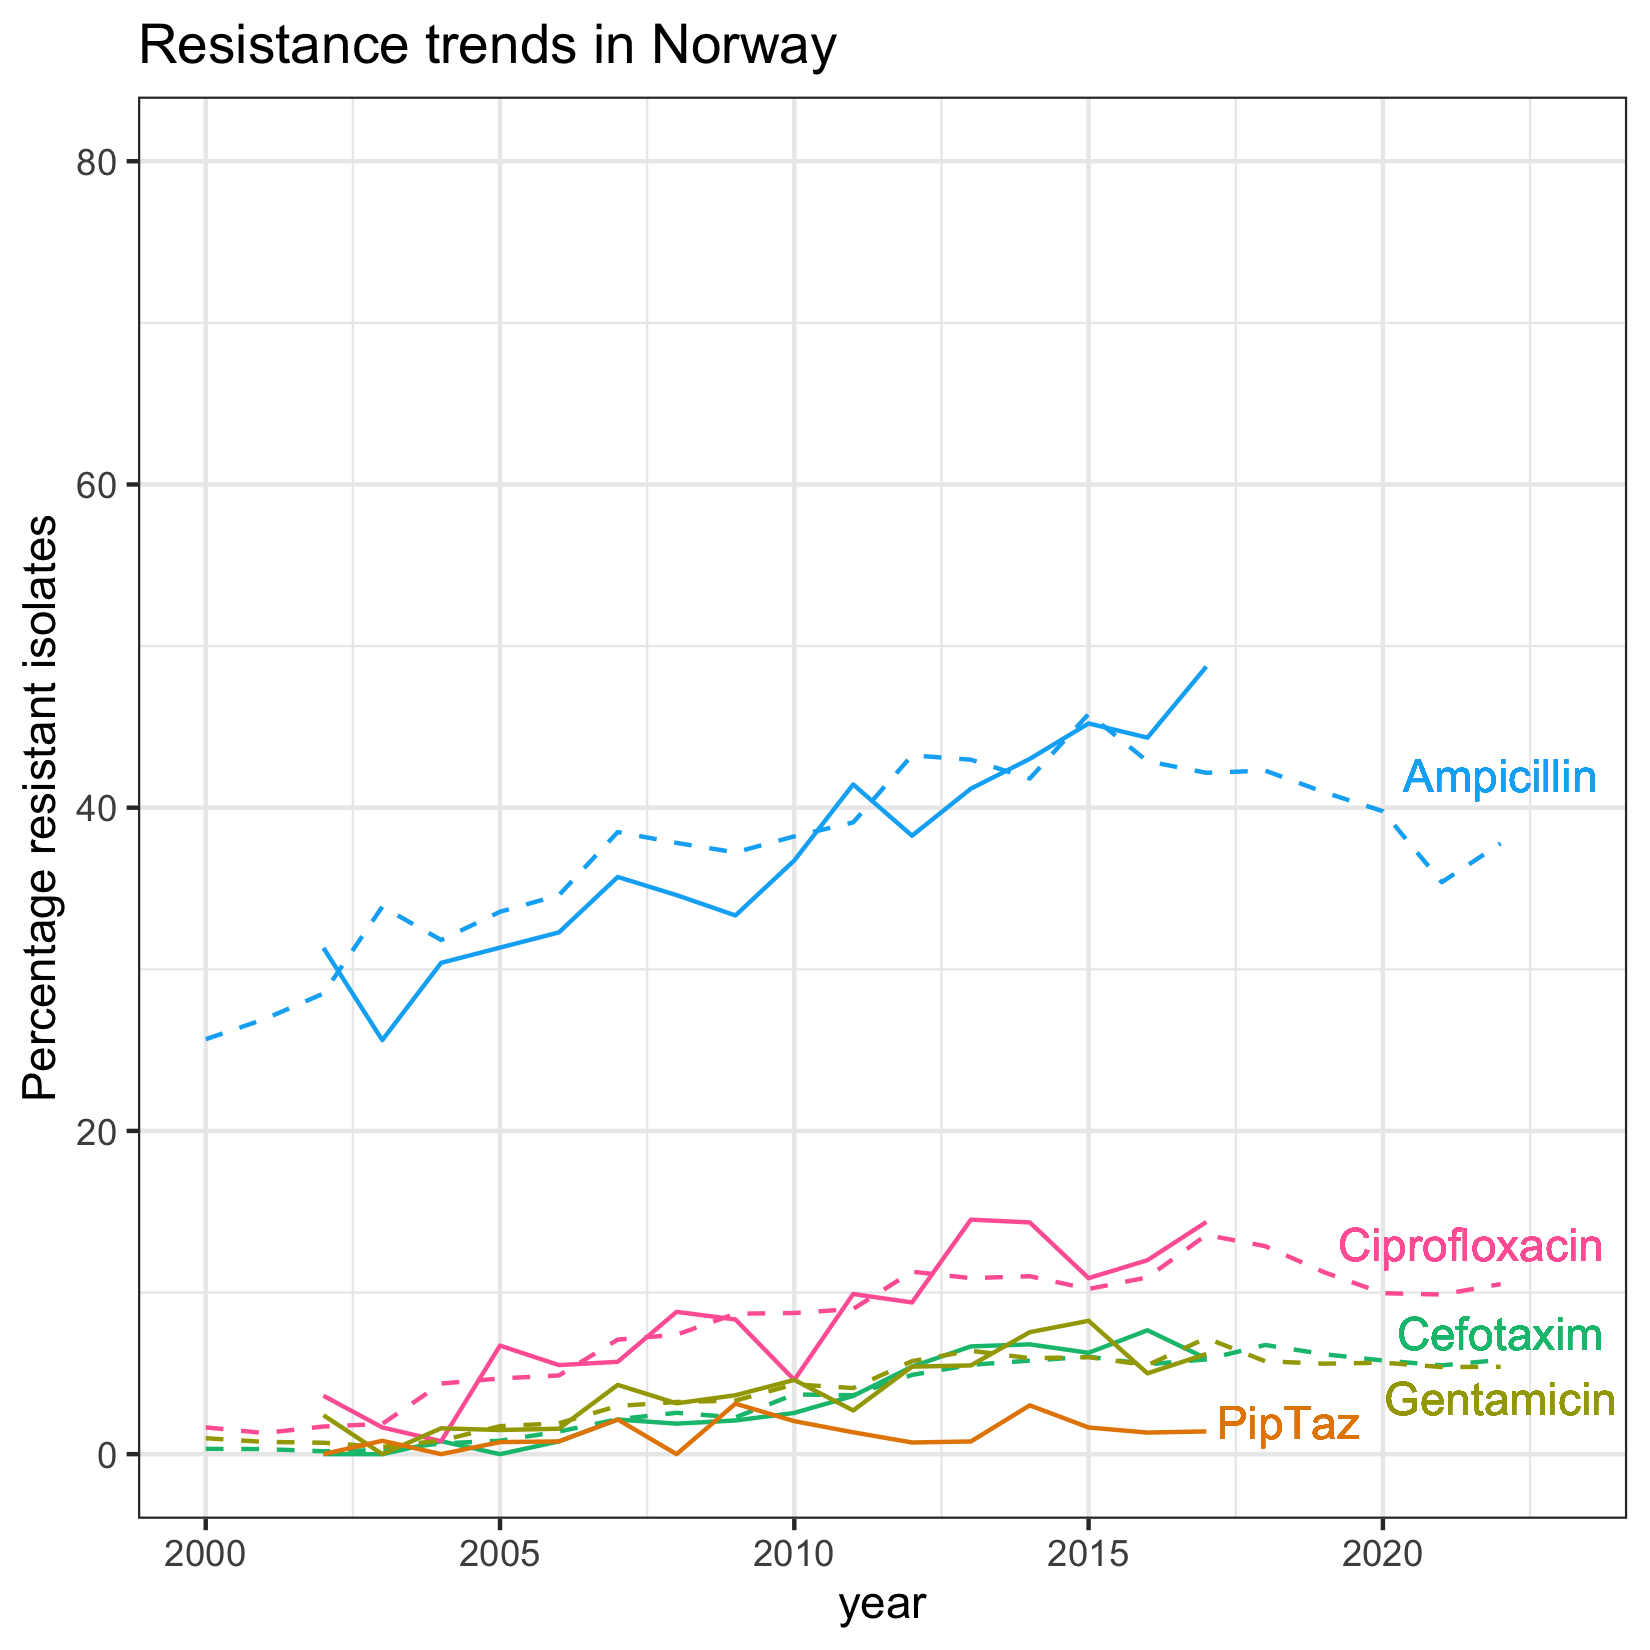 Resistance trends in Norway
80
60
40
20
0
Percentage resistant isolates
Ampicillin
Ciprofloxacin
Cefotaxim
Gentamicin
PipTaz
2000 2005 2010 2015 2020
year